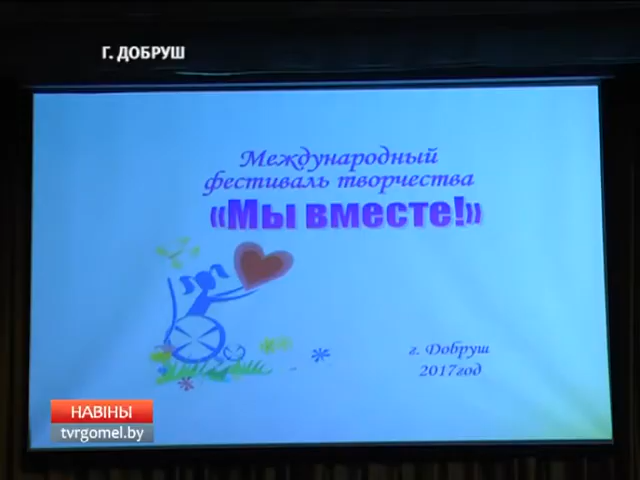 Г. ДОБРУШ
Международный
фестиваль творчества
«Мы вместе!»
г. Добруш
2017год
НАВІНЫ
tvrgomel.by